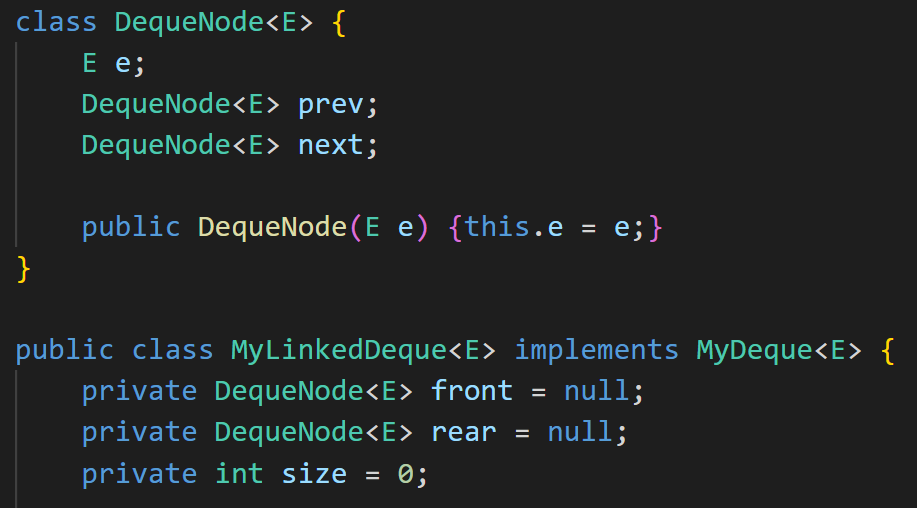 class DequeNode<E> {
    E e;
    DequeNode<E> prev;
    DequeNode<E> next;

    public DequeNode(E e) {this.e = e;}
}

public class MyLinkedDeque<E> implements MyDeque<E> {
    private DequeNode<E> front = null;
    private DequeNode<E> rear = null;
    private int size = 0;